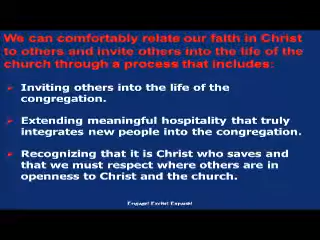 We can comfortably relate our faith in Christ
to others and invite others into the life of the
church through a process that includes:
Inviting others into the life of the
congregation.
Extending meaningful hospitality that truly
integrates new people into the congregation.
Recognizing that it is Christ who saves and
that we must respect where others are in
openness to Christ and the church.
Engage! Excite! Expand!